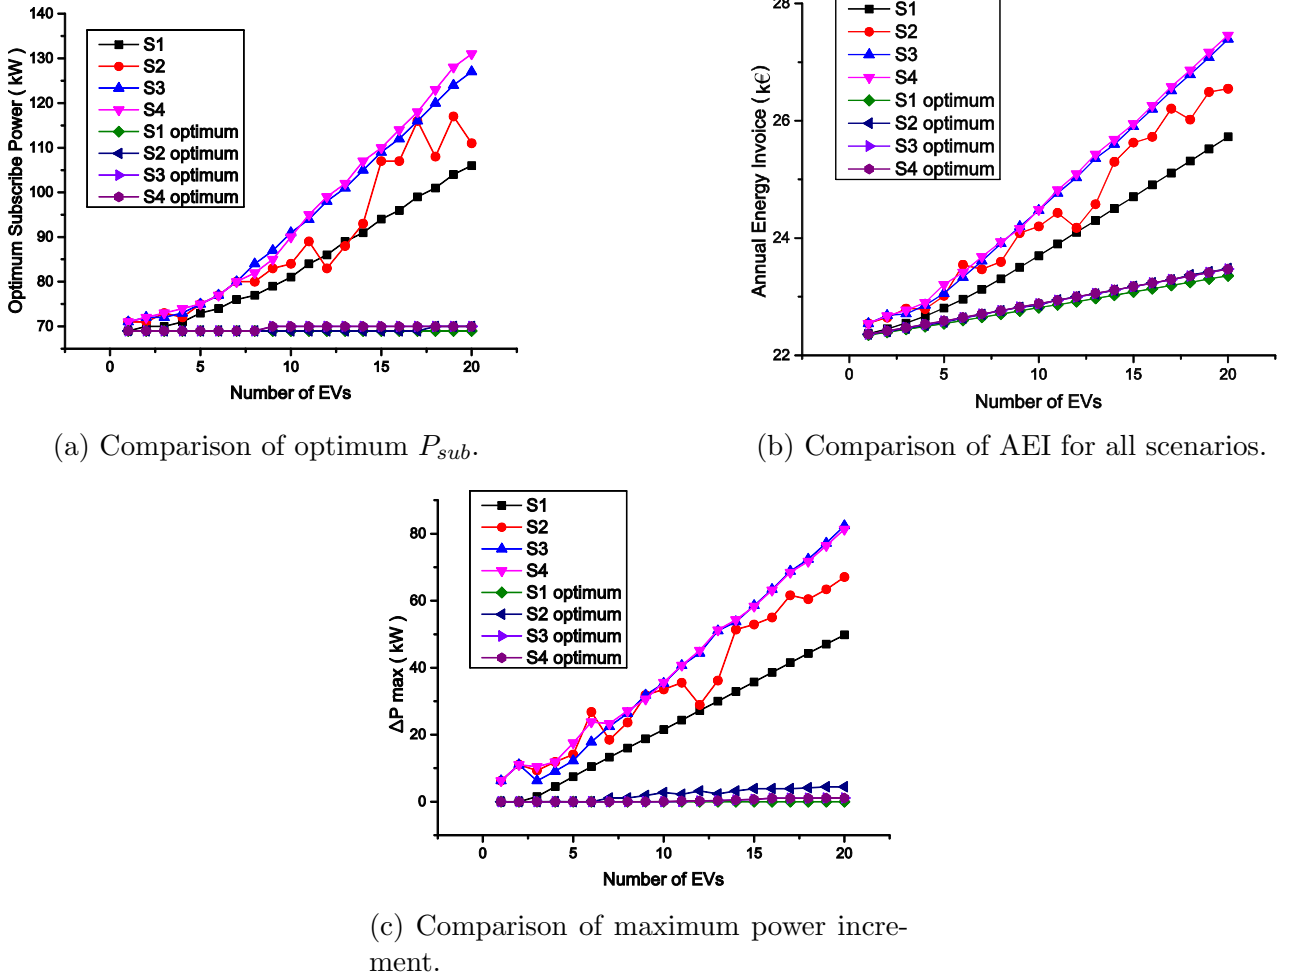 140
130
120
110
100
90
80
70
Optimum Subscribe Power ( kW )
S1
S2
S3
S4
S1 optimum
S2 optimum
S3 optimum
S4 optimum
0 5 10 15 20
Number of EVs
(a) Comparison of optimum P_sub.
28
26
24
22
Annual Energy Invoice ( k€ )
S1
S2
S3
S4
S1 optimum
S2 optimum
S3 optimum
S4 optimum
0 5 10 15 20
Number of EVs
(b) Comparison of AEI for all scenarios.
80
60
40
20
0
ΔP max ( kW )
S1
S2
S3
S4
S1 optimum
S2 optimum
S3 optimum
S4 optimum
0 5 10 15 20
Number of EVs
(c) Comparison of maximum power incre-
ment.